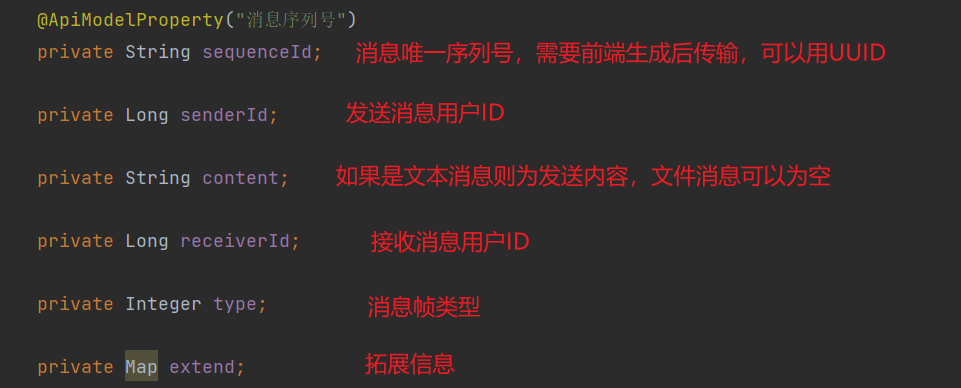 @ApiModelProperty("消息序列号")
private String sequenceId; 消息唯一序列号，需要前端生成后传输，可以用UUID
private Long senderId; 发送消息用户ID
private String content; 如果是文本消息则为发送内容，文件消息可以为空
private Long receiverId; 接收消息用户ID
private Integer type; 消息帧类型
private Map extend; 拓展信息